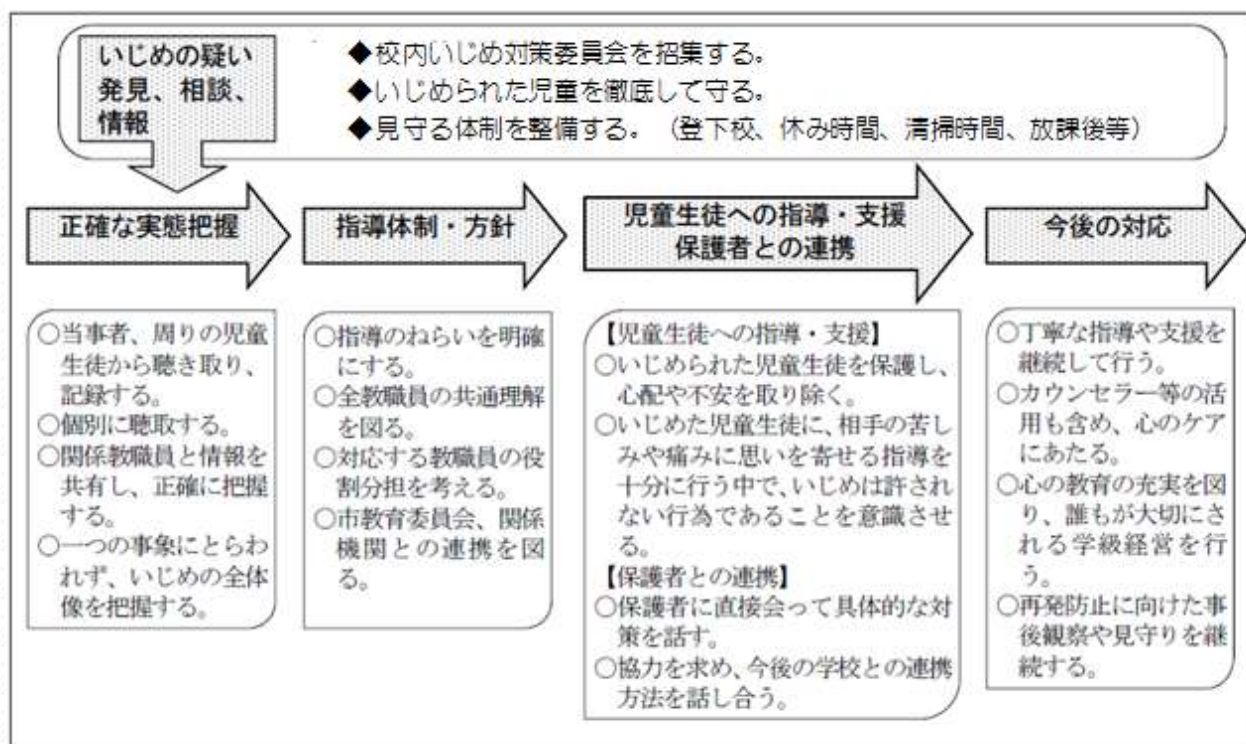 いじめの疑い
発見、相談、
情報
◆校内いじめ対策委員会を招集する。
◆いじめられた児童を徹底して守る。
◆見守る体制を整備する。（登下校、休み時間、清掃時間、放課後等）
正確な実態把握
指導体制・方針
児童生徒への指導・支援
保護者との連携
今後の対応
○当事者、周りの児童
生徒から聴き取り、
記録する。
○個別に聴取する。
○関係教職員と情報を
共有し、正確に把握
する。
○一つの事象にとらわ
れず、いじめの全体
像を把握する。
○指導のねらいを明確
にする。
○全教職員の共通理解
を図る。
○対応する教職員の役
割分担を考える。
○市教育委員会、関係
機関との連携を図
る。
【児童生徒への指導・支援】
○いじめられた児童生徒を保護し、
心配や不安を取り除く。
○いじめた児童生徒に、相手の苦し
みや痛みに思いを寄せる指導を
十分に行う中で、いじめは許され
ない行為であることを意識させ
る。
【保護者との連携】
○保護者に直接会って具体的な対
策を話す。
○協力を求め、今後の学校との連携
方法を話し合う。
○丁寧な指導や支援を
継続して行う。
○カウンセラー等の活
用も含め、心のケア
にあたる。
○心の教育の充実を図
り、誰もが大切にさ
れる学級経営を行
う。
○再発防止に向けた事
後観察や見守りを継
続する。